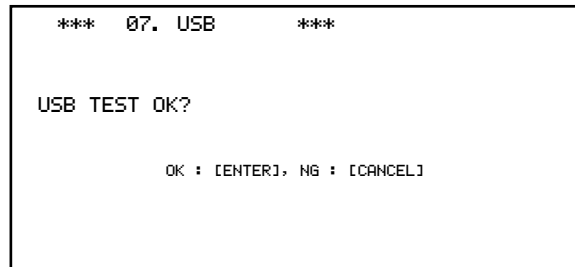 *** 07. USB ***
USB TEST OK?
OK : [ENTER], NG : [CANCEL]